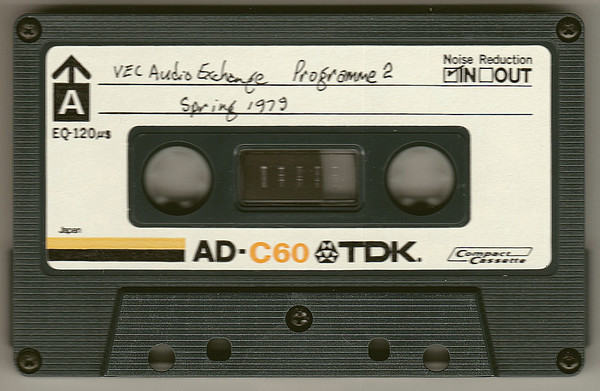 VEC Audio Exchange Programme 2
Spring 1979
Noise Reduction
IN OUT
A
EQ-120μs
Japan
AD-C60 TDK.
Compact Cassette